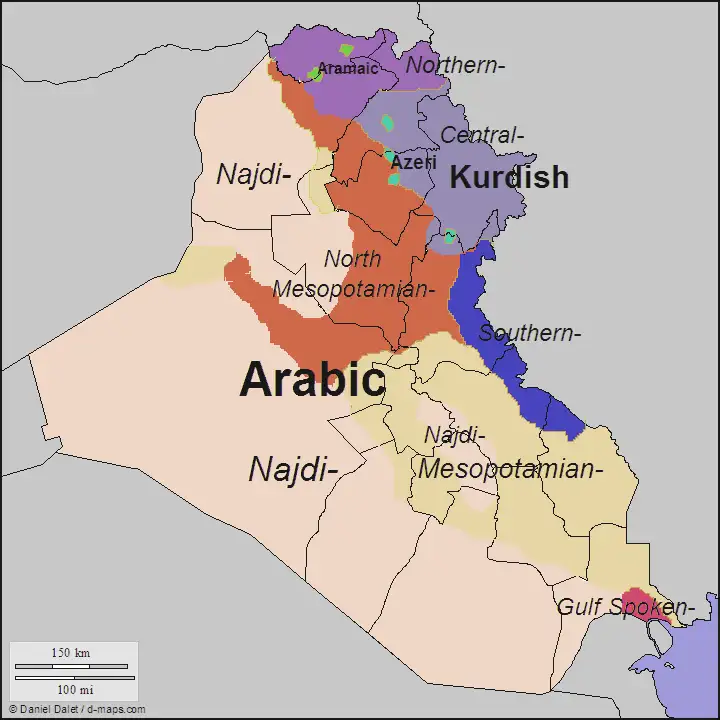 Aramaic
Northern-
Central-
Azeri
Kurdish
Najdi-
North
Mesopotamian-
Southern-
Arabic
Najdi-
Najdi-
Mesopotamian-
Gulf Spoken-
150 km
100 mi
© Daniel Dalet / d-maps.com